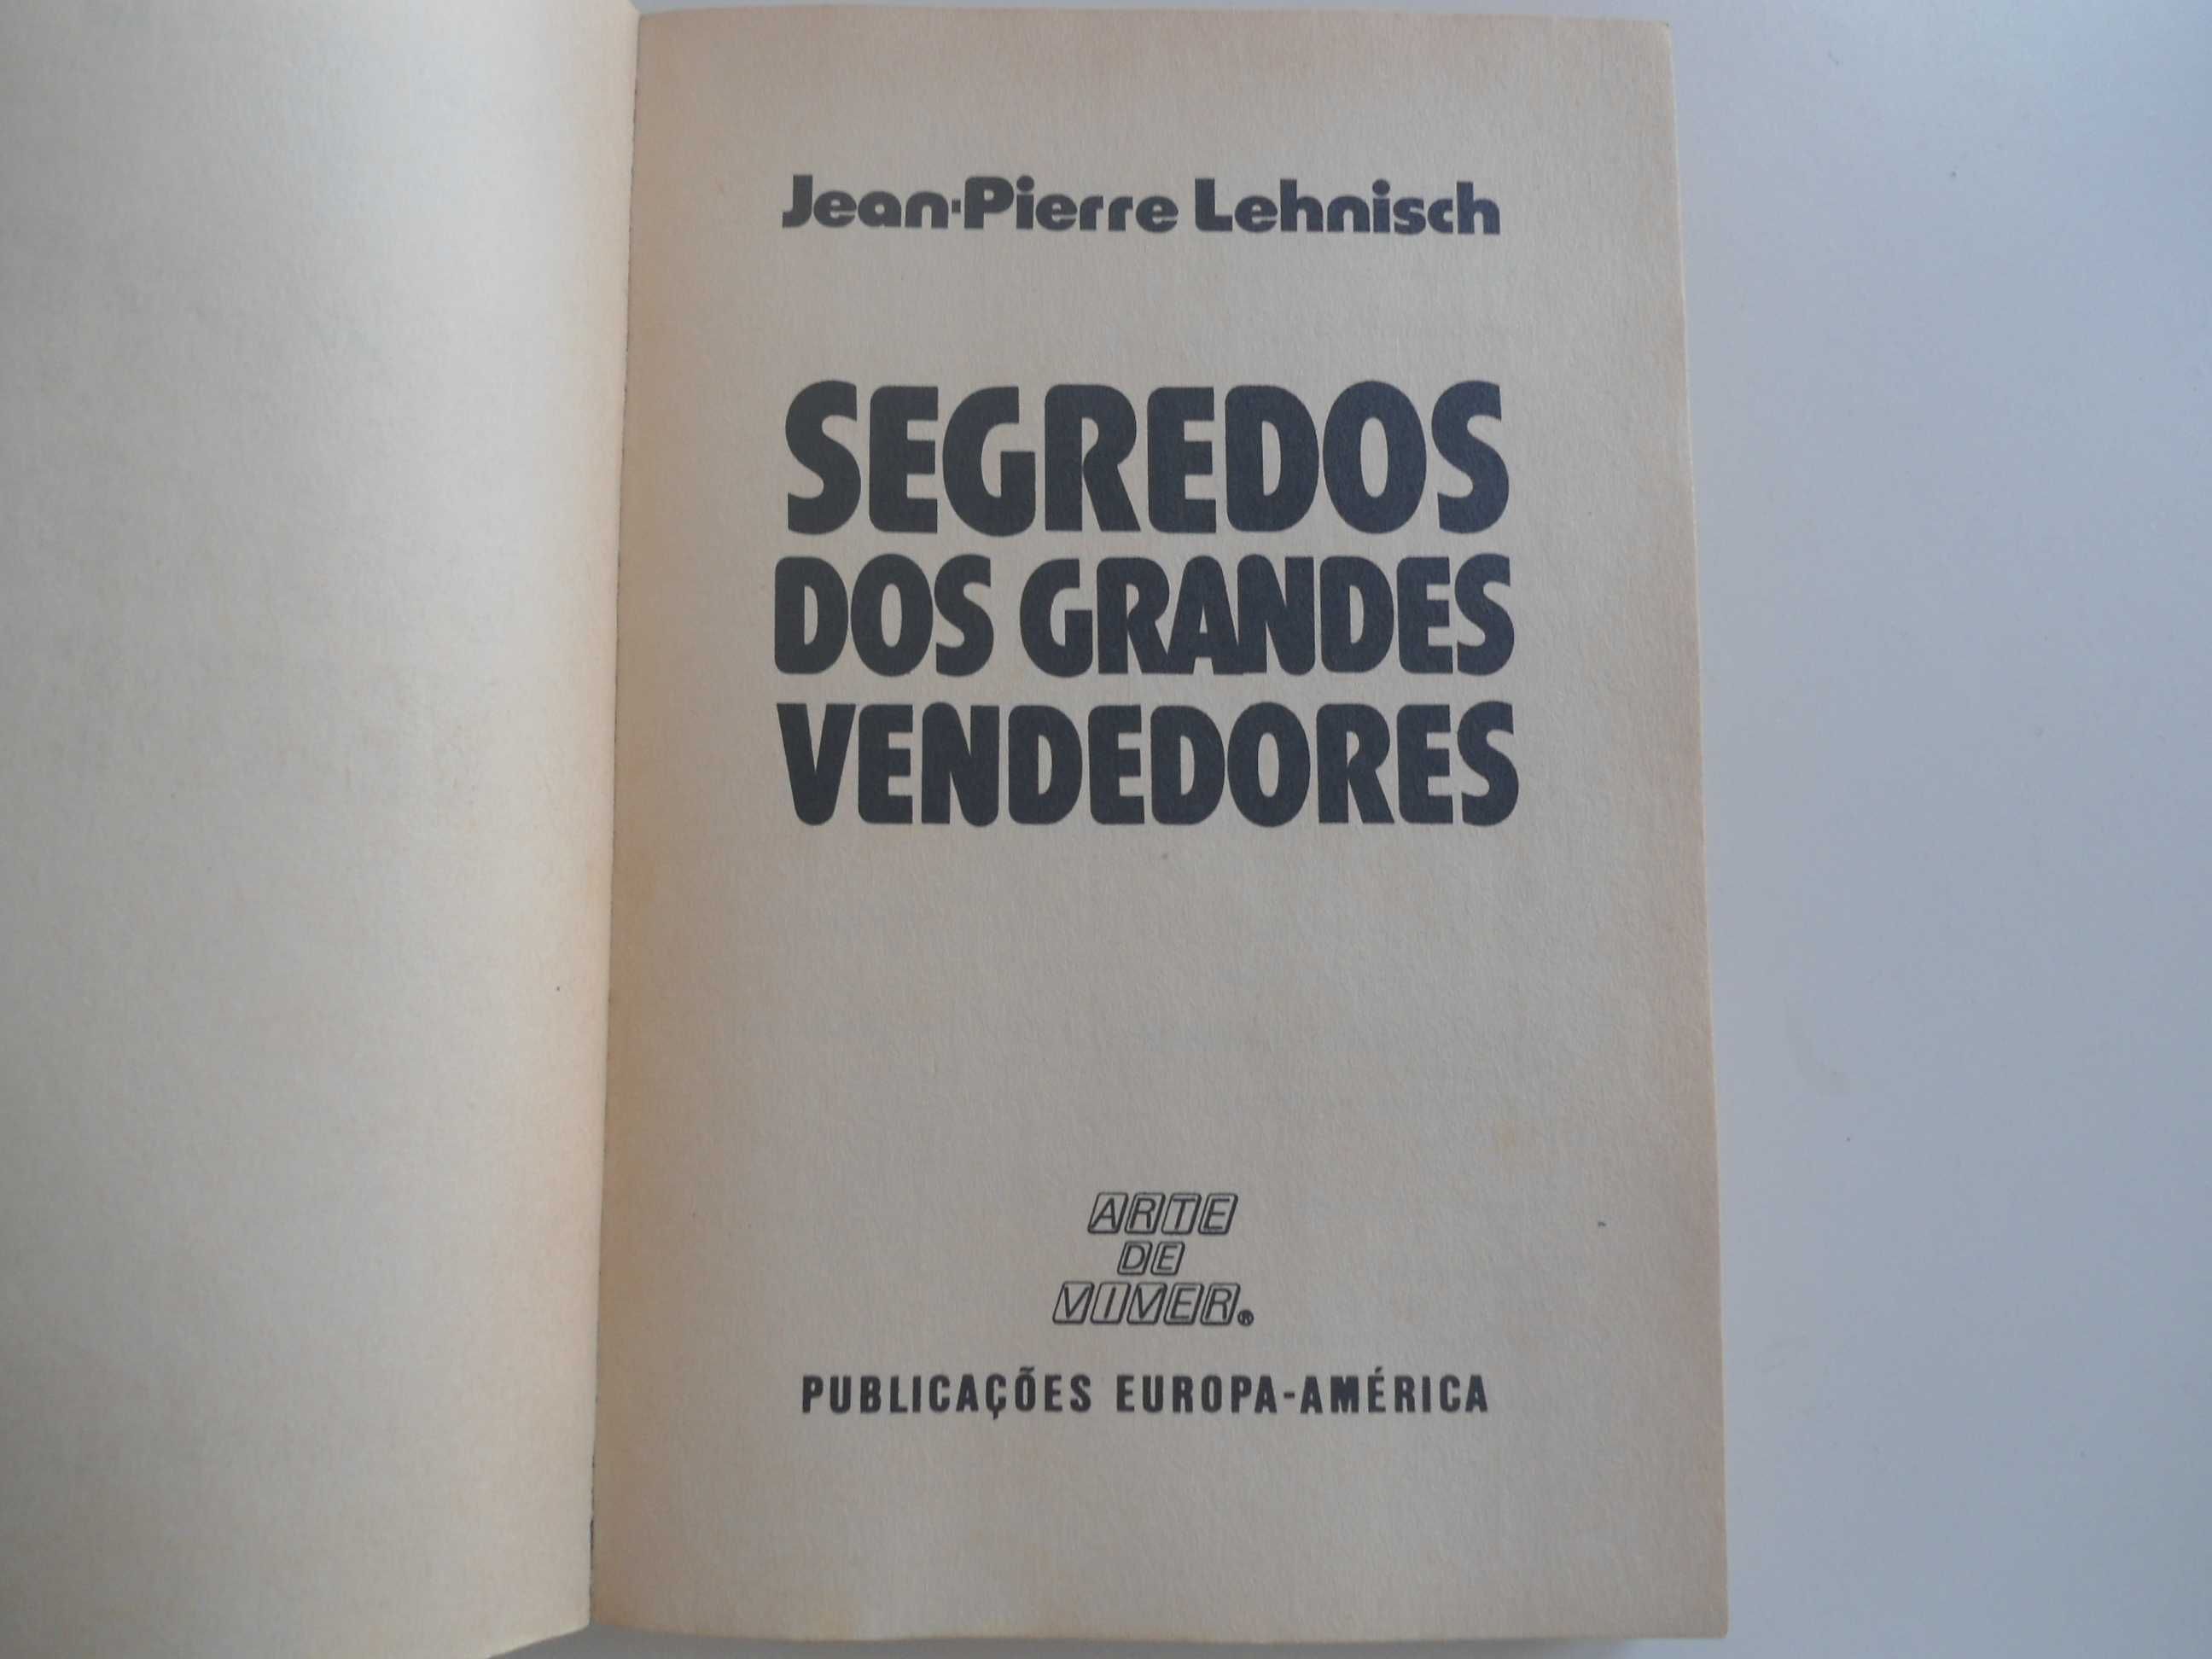 Jean-Pierre Lehnisch
SEGREDOS
DOS GRANDES
VENDEDORES
ARTE
DE
VIVER®
PUBLICAÇÕES EUROPA-AMÉRICA